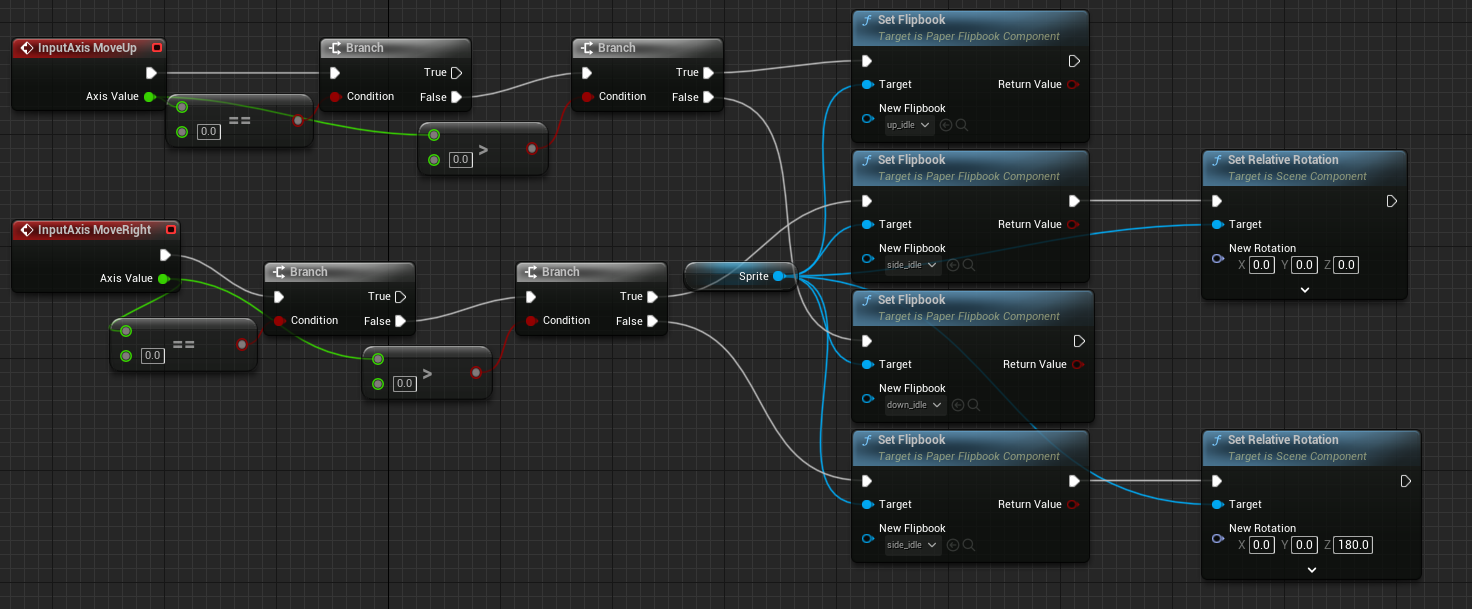 InputAxis MoveUp
Axis Value
==
0.0
Branch
True
Condition
False
>
0.0
Branch
True
Condition
False
InputAxis MoveRight
Axis Value
==
0.0
Branch
True
Condition
False
>
0.0
Branch
True
Condition
False
Sprite
f Set Flipbook
Target is Paper Flipbook Component
Target Return Value
New Flipbook
up_idle
f Set Flipbook
Target is Paper Flipbook Component
Target Return Value
New Flipbook
side_idle
f Set Flipbook
Target is Paper Flipbook Component
Target Return Value
New Flipbook
down_idle
f Set Flipbook
Target is Paper Flipbook Component
Target Return Value
New Flipbook
side_idle
f Set Relative Rotation
Target is Scene Component
Target
New Rotation
X 0.0 Y 0.0 Z 0.0
f Set Relative Rotation
Target is Scene Component
Target
New Rotation
X 0.0 Y 0.0 Z 180.0